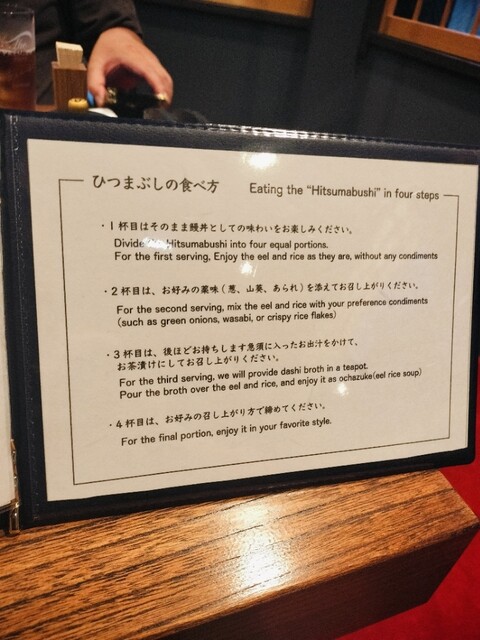 ひつまぶしの食べ方 Eating the "Hitsumabushi" in four steps
・1杯目はそのまま鰻丼としての味わいをお楽しみください。
Divide Hitsumabushi into four equal portions.
For the first serving, Enjoy the eel and rice as they are, without any condiments
・2杯目は、お好みの薬味(葱、山葵、あられ)を添えてお召し上がりください。
For the second serving, mix the eel and rice with your preference condiments
(such as green onions, wasabi, or crispy rice flakes)
・3杯目は、後ほどお持ちします急須に入ったお出汁をかけて、
お茶漬けにしてお召し上がりください。
For the third serving, we will provide dashi broth in a teapot.
Pour the broth over the eel and rice, and enjoy it as ochazuke(eel rice soup)
・4杯目は、お好みの召し上がり方で締めてください。
For the final portion, enjoy it in your favorite style.